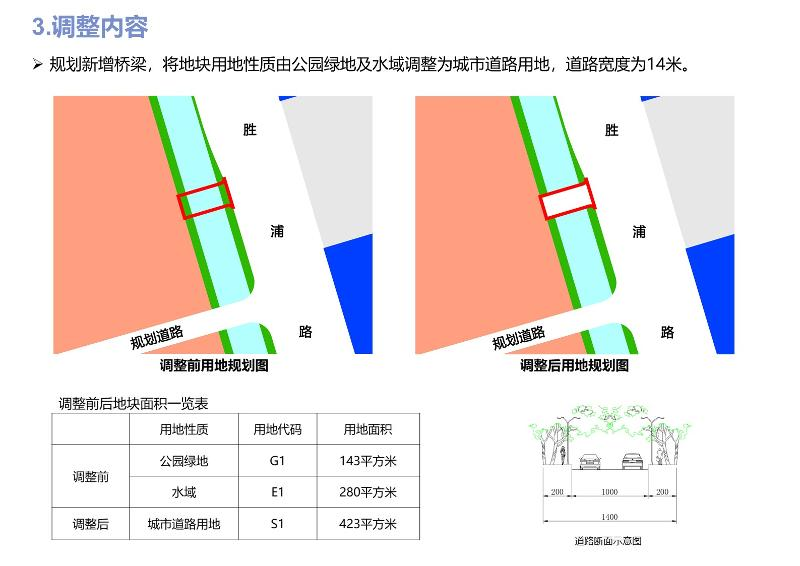 3.调整内容
➢ 规划新增桥梁，将地块用地性质由公园绿地及水域调整为城市道路用地，道路宽度为14米。
胜
浦
路
规划道路
调整前用地规划图
胜
浦
路
规划道路
调整后用地规划图
调整前后地块面积一览表
用地性质 用地代码 用地面积
调整前 公园绿地 G1 143平方米
水域 E1 280平方米
调整后 城市道路用地 S1 423平方米
200 1000 200
1400
道路断面示意图